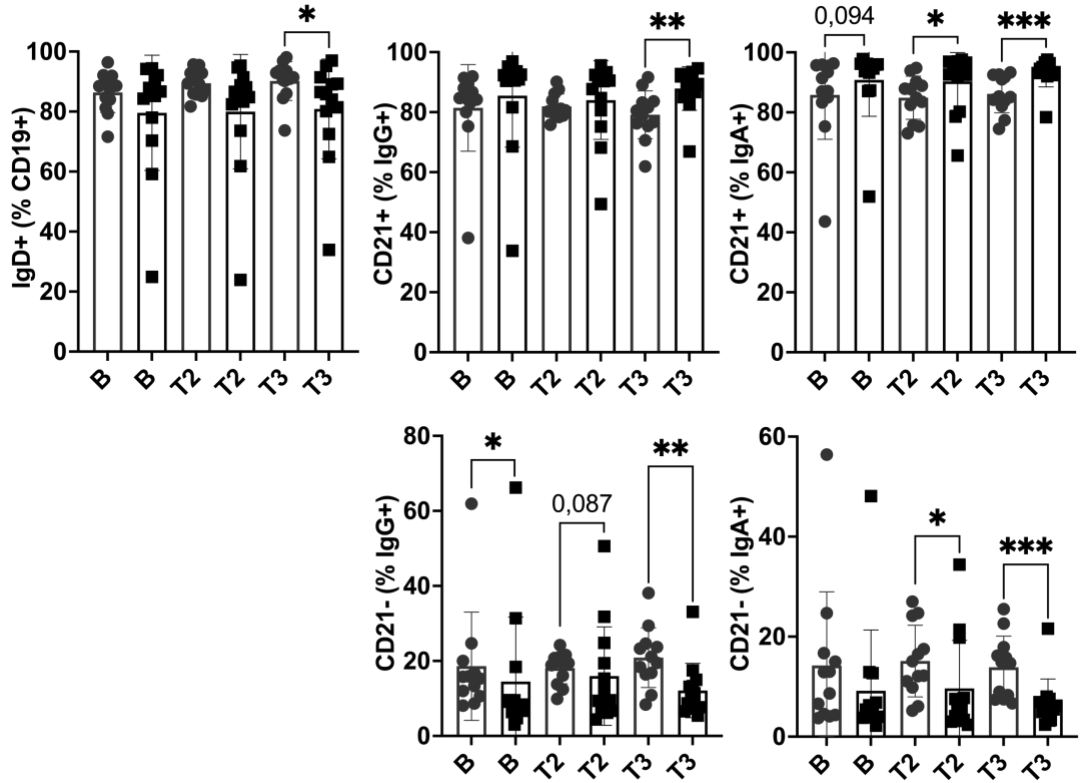 *
**
0,094
*
***
IgD+ (% CD19+)
100
80
60
40
20
0
B
B
T2
T2
T3
T3
CD21+ (% IgG+)
100
80
60
40
20
0
B
B
T2
T2
T3
T3
CD21+ (% IgA+)
100
80
60
40
20
0
B
B
T2
T2
T3
T3
CD21- (% IgG+)
80
60
40
20
0
*
0,087
**
B
B
T2
T2
T3
T3
CD21- (% IgA+)
60
40
20
0
*
***
B
B
T2
T2
T3
T3